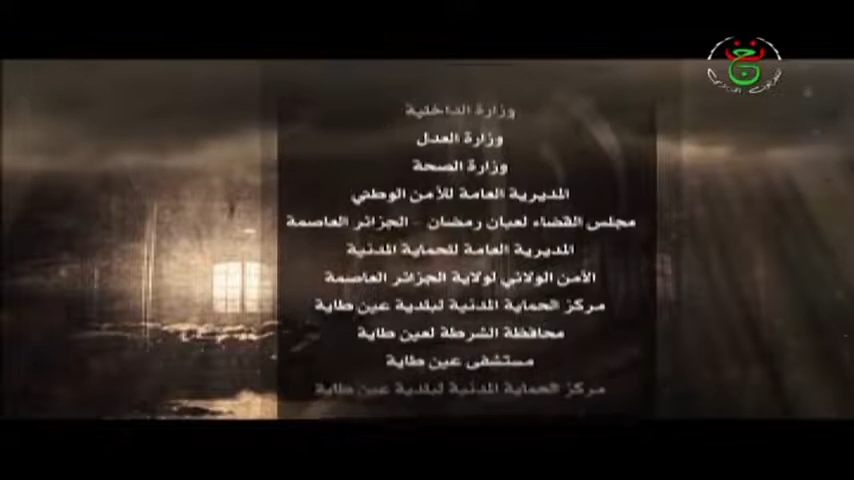 وزارة الداخلية
وزارة العدل
وزارة الصحة
المديرية العامة للأمن الوطني
مجلس القضاء لعبان رمضان - الجزائر العاصمة
المديرية العامة للحماية المدنية
الأمن الولائي لولاية الجزائر العاصمة
مركز الحماية المدنية لبلدية عين طاية
محافظة الشرطة لعين طاية
مستشفى عين طاية
مركز الحماية المدنية لبلدية عين طاية